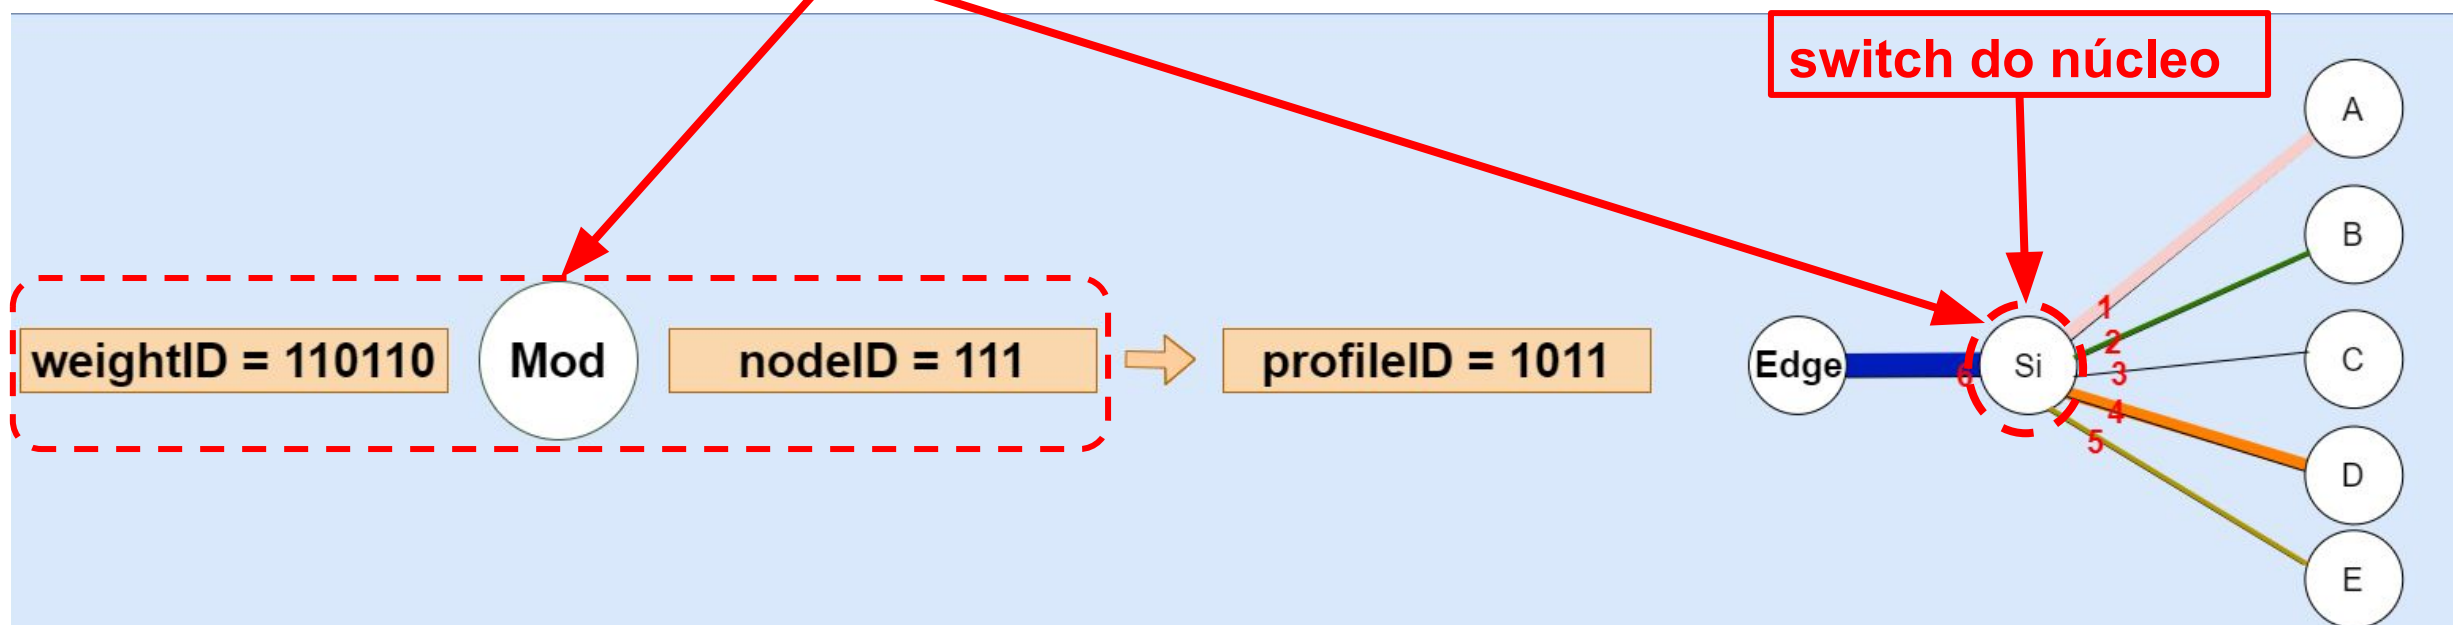 switch do núcleo
A
B
C
D
E
weightID = 110110
Mod
nodeID = 111
profileID = 1011
Edge
6
Si
1
2
3
4
5